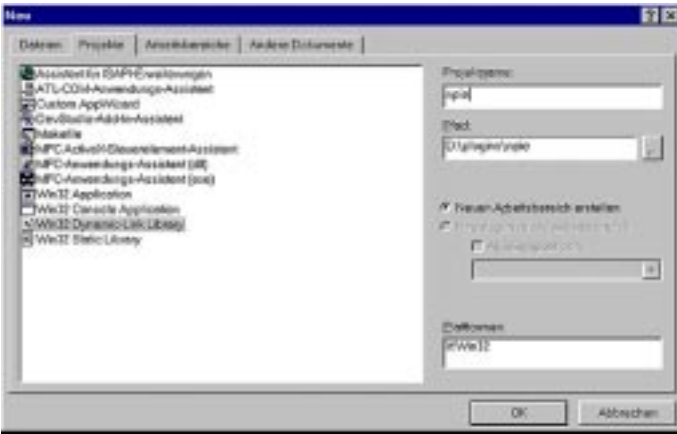 New
Dateien Projekte Arbeitsbereiche Andere Dokumente
Assistent für ISAPI-Erweiterungen
ATL-COM-Anwendungs-Assistent
Custom AppWizard
DevStudio-Add-In-Assistent
Makefile
MFC-ActiveX-Steuerelement-Assistent
MFC-Anwendungs-Assistent (dll)
MFC-Anwendungs-Assistent (exe)
Win32 Application
Win32 Console Application
Win32 Dynamic-Link Library
Win32 Static Library
Projektname:
Pfad:
Neuen Arbeitsbereich erstellen
Plattformen:
Win32
OK Abbrechen